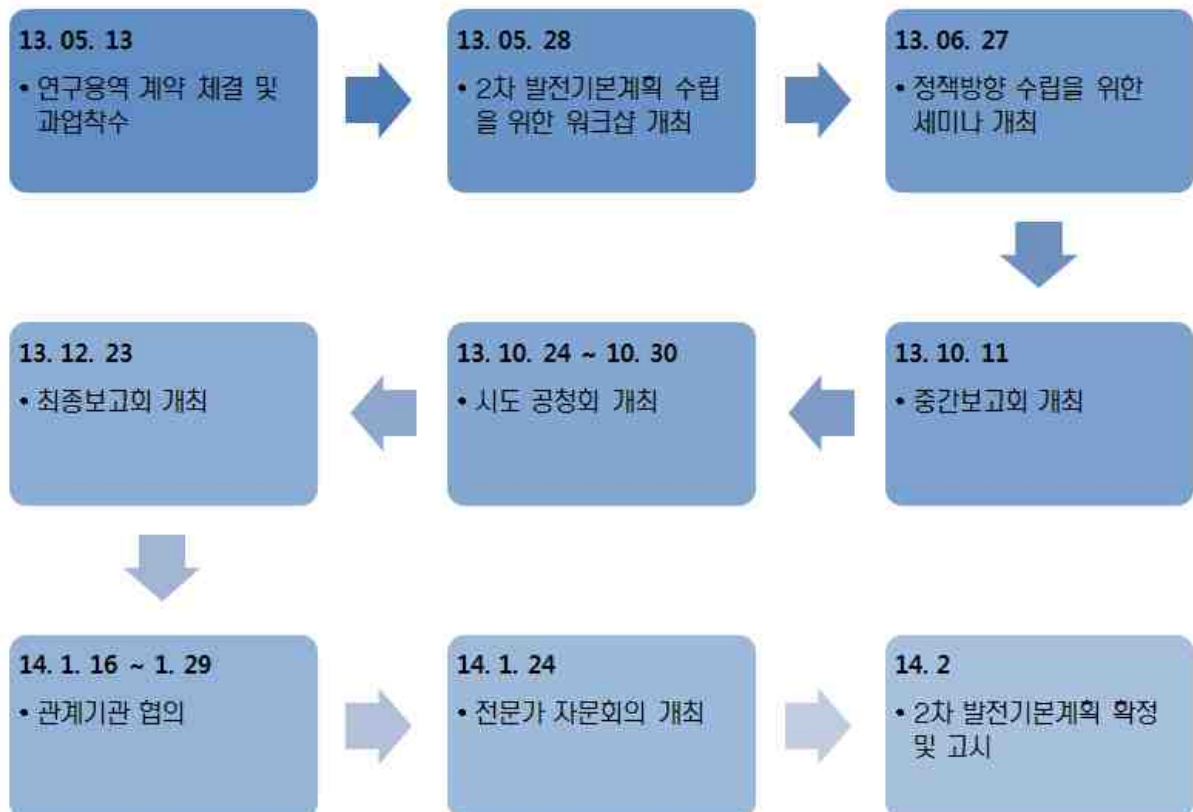 13. 05. 13
• 연구용역 계약 체결 및
과업착수
13. 05. 28
• 2차 발전기본계획 수립
을 위한 워크샵 개최
13. 06. 27
• 정책방향 수립을 위한
세미나 개최
13. 10. 11
• 중간보고회 개최
13. 10. 24 ~ 10. 30
• 시도 공청회 개최
13. 12. 23
• 최종보고회 개최
14. 1. 16 ~ 1. 29
• 관계기관 협의
14. 1. 24
• 전문가 자문회의 개최
14. 2
• 2차 발전기본계획 확정
및 고시